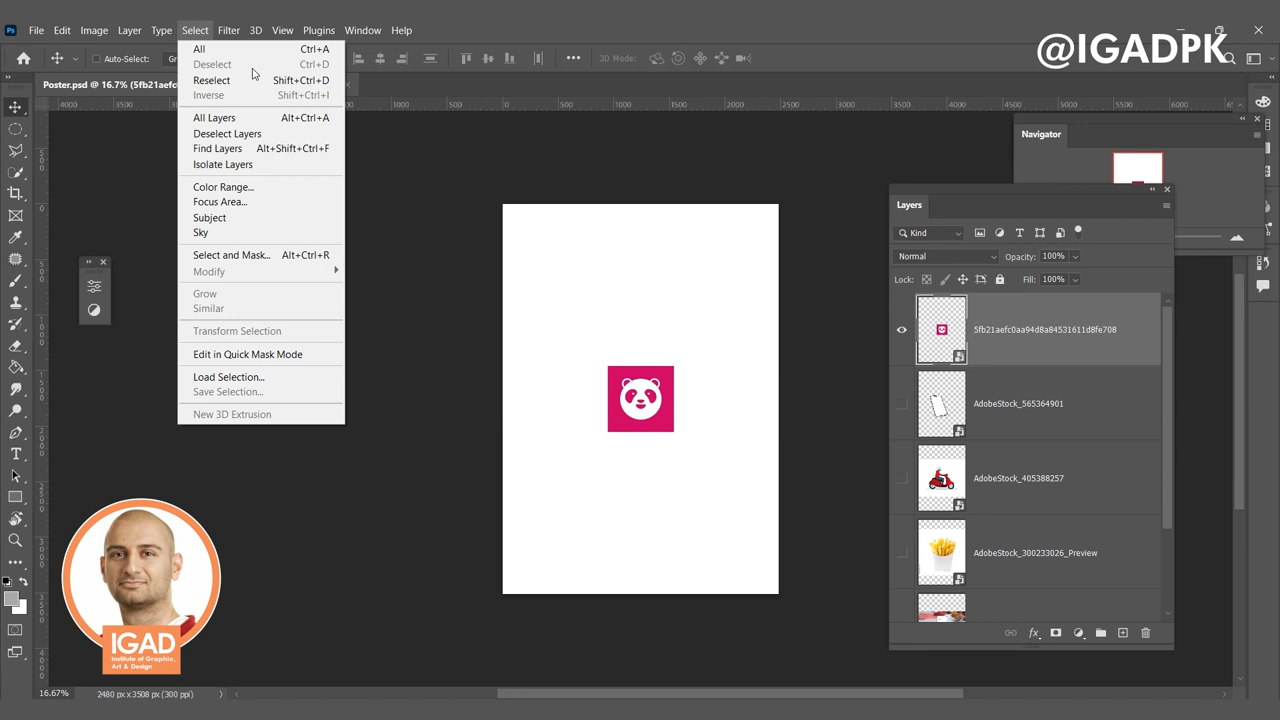 Ps File Edit Image Layer Type Select Filter 3D View Plugins Window Help
@IGADPK
Auto-Select: Gr
3D Mode:
Poster.psd @ 16.7% (5fb21aefc
All Ctrl+A
Deselect Ctrl+D
Reselect Shift+Ctrl+D
Inverse Shift+Ctrl+I
All Layers Alt+Ctrl+A
Deselect Layers
Find Layers Alt+Shift+Ctrl+F
Isolate Layers
Color Range...
Focus Area...
Subject
Sky
Select and Mask... Alt+Ctrl+R
Modify
Grow
Similar
Transform Selection
Edit in Quick Mask Mode
Load Selection...
Save Selection...
New 3D Extrusion
Navigator
Layers
Kind
Normal Opacity: 100%
Lock: Fill: 100%
5fb21aefc0aa94d8a84531611d8fe708
AdobeStock_565364901
AdobeStock_405388257
AdobeStock_300233026_Preview
fx
IGAD
Institute of Graphic,
Art & Design
16.67% 2480 px x 3508 px (300 ppi)